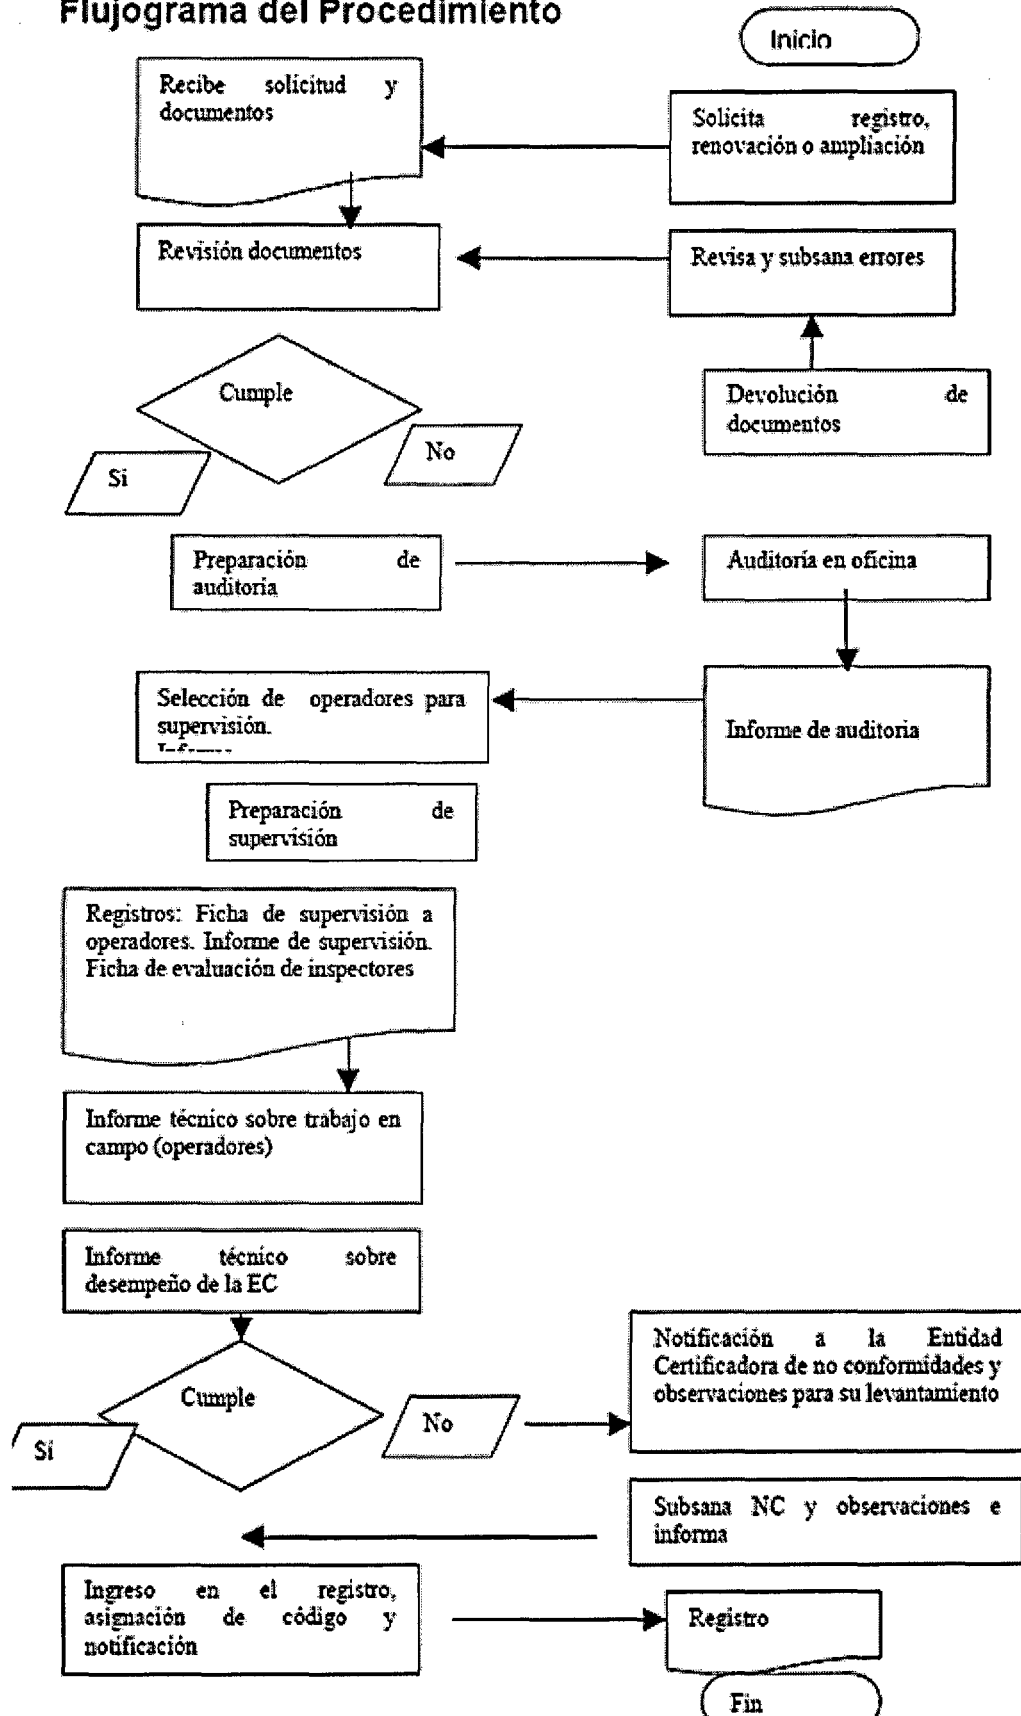 Flujograma del Procedimiento
Inicio
Recibe solicitud y
documentos
Solicita registro,
renovación o ampliación
Revisión documentos
Revisa y subsana errores
Cumple
Devolución de
documentos
No
Si
Preparación de
auditoria
Auditoría en oficina
Selección de operadores para
supervisión.
Informe de auditoria
Preparación de
supervisión
Registros: Ficha de supervisión a
operadores. Informe de supervisión.
Ficha de evaluación de inspectores
Informe técnico sobre trabajo en
campo (operadores)
Informe técnico sobre
desempeño de la EC
Notificación a la Entidad
Certificadora de no conformidades y
observaciones para su levantamiento
Cumple
No
Sí
Subsana NC y observaciones e
informa
Ingreso en el registro,
asignación de código y
notificación
Registro
Fin